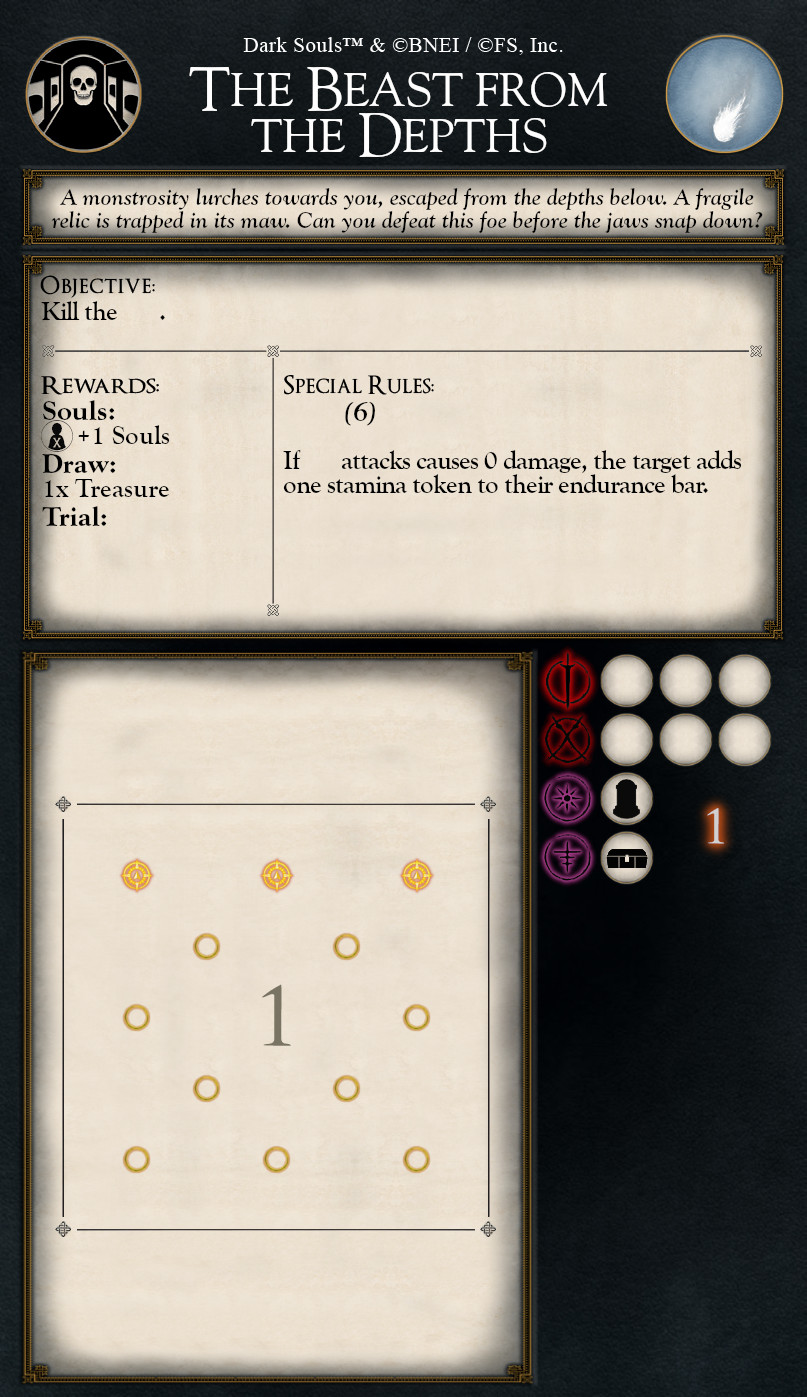 Dark Souls™ & ©BNEI / ©FS, Inc.
The Beast from
the Depths
A monstrosity lurches towards you, escaped from the depths below. A fragile
relic is trapped in its maw. Can you defeat this foe before the jaws snap down?
Objective:
Kill the .
Rewards:
Souls:
X +1 Souls
Draw:
1x Treasure
Trial:
Special Rules:
(6)
If attacks causes 0 damage, the target adds
one stamina token to their endurance bar.
1
1